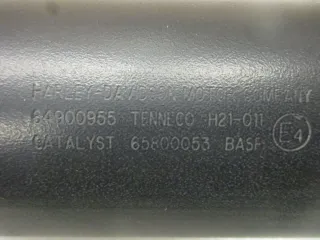 HARLEY-DAVIDSON MOTOR COMPANY
64900955 TENNECO H21-011
CATALYST 65800053 BASF E4